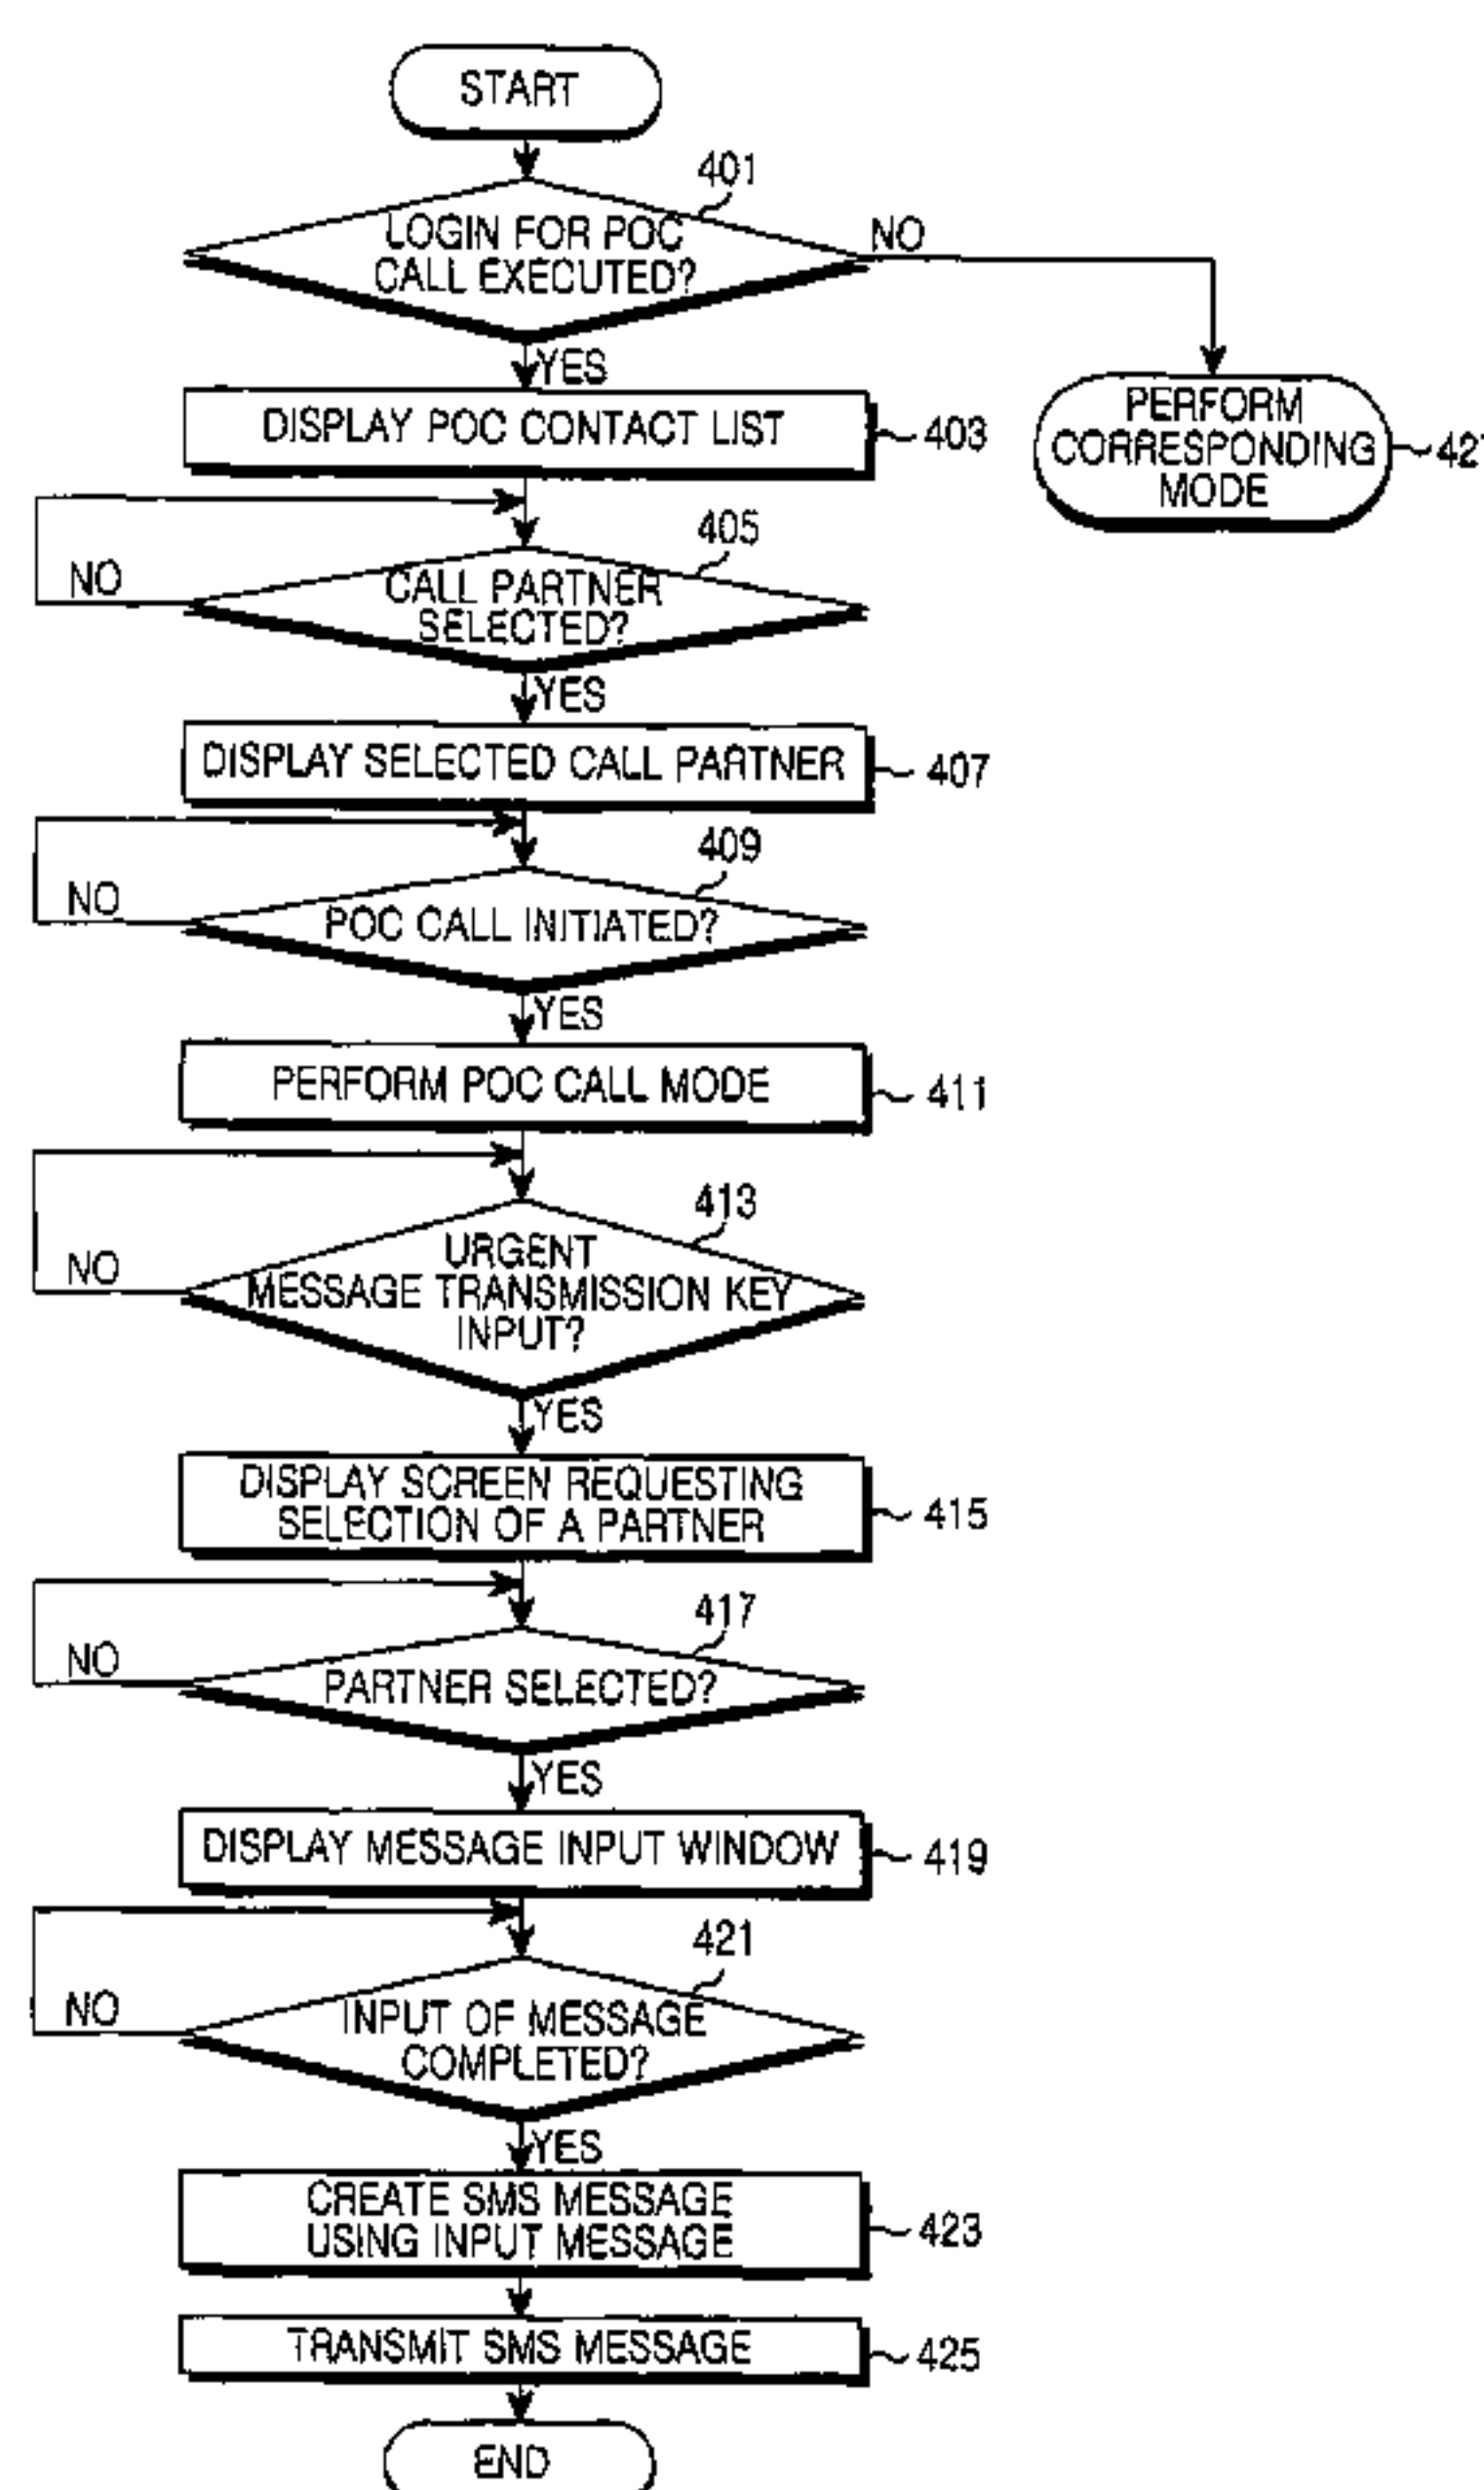 START
401
LOGIN FOR POC
CALL EXECUTED?
NO
YES
DISPLAY POC CONTACT LIST
403
PERFORM
CORRESPONDING
MODE
405
CALL PARTNER
SELECTED?
NO
YES
DISPLAY SELECTED CALL PARTNER
407
409
POC CALL INITIATED?
NO
YES
PERFORM POC CALL MODE
411
413
URGENT
MESSAGE TRANSMISSION KEY
INPUT?
NO
YES
DISPLAY SCREEN REQUESTING
SELECTION OF A PARTNER
415
417
PARTNER SELECTED?
NO
YES
DISPLAY MESSAGE INPUT WINDOW
419
421
INPUT OF MESSAGE
COMPLETED?
NO
YES
CREATE SMS MESSAGE
USING INPUT MESSAGE
423
TRANSMIT SMS MESSAGE
425
END